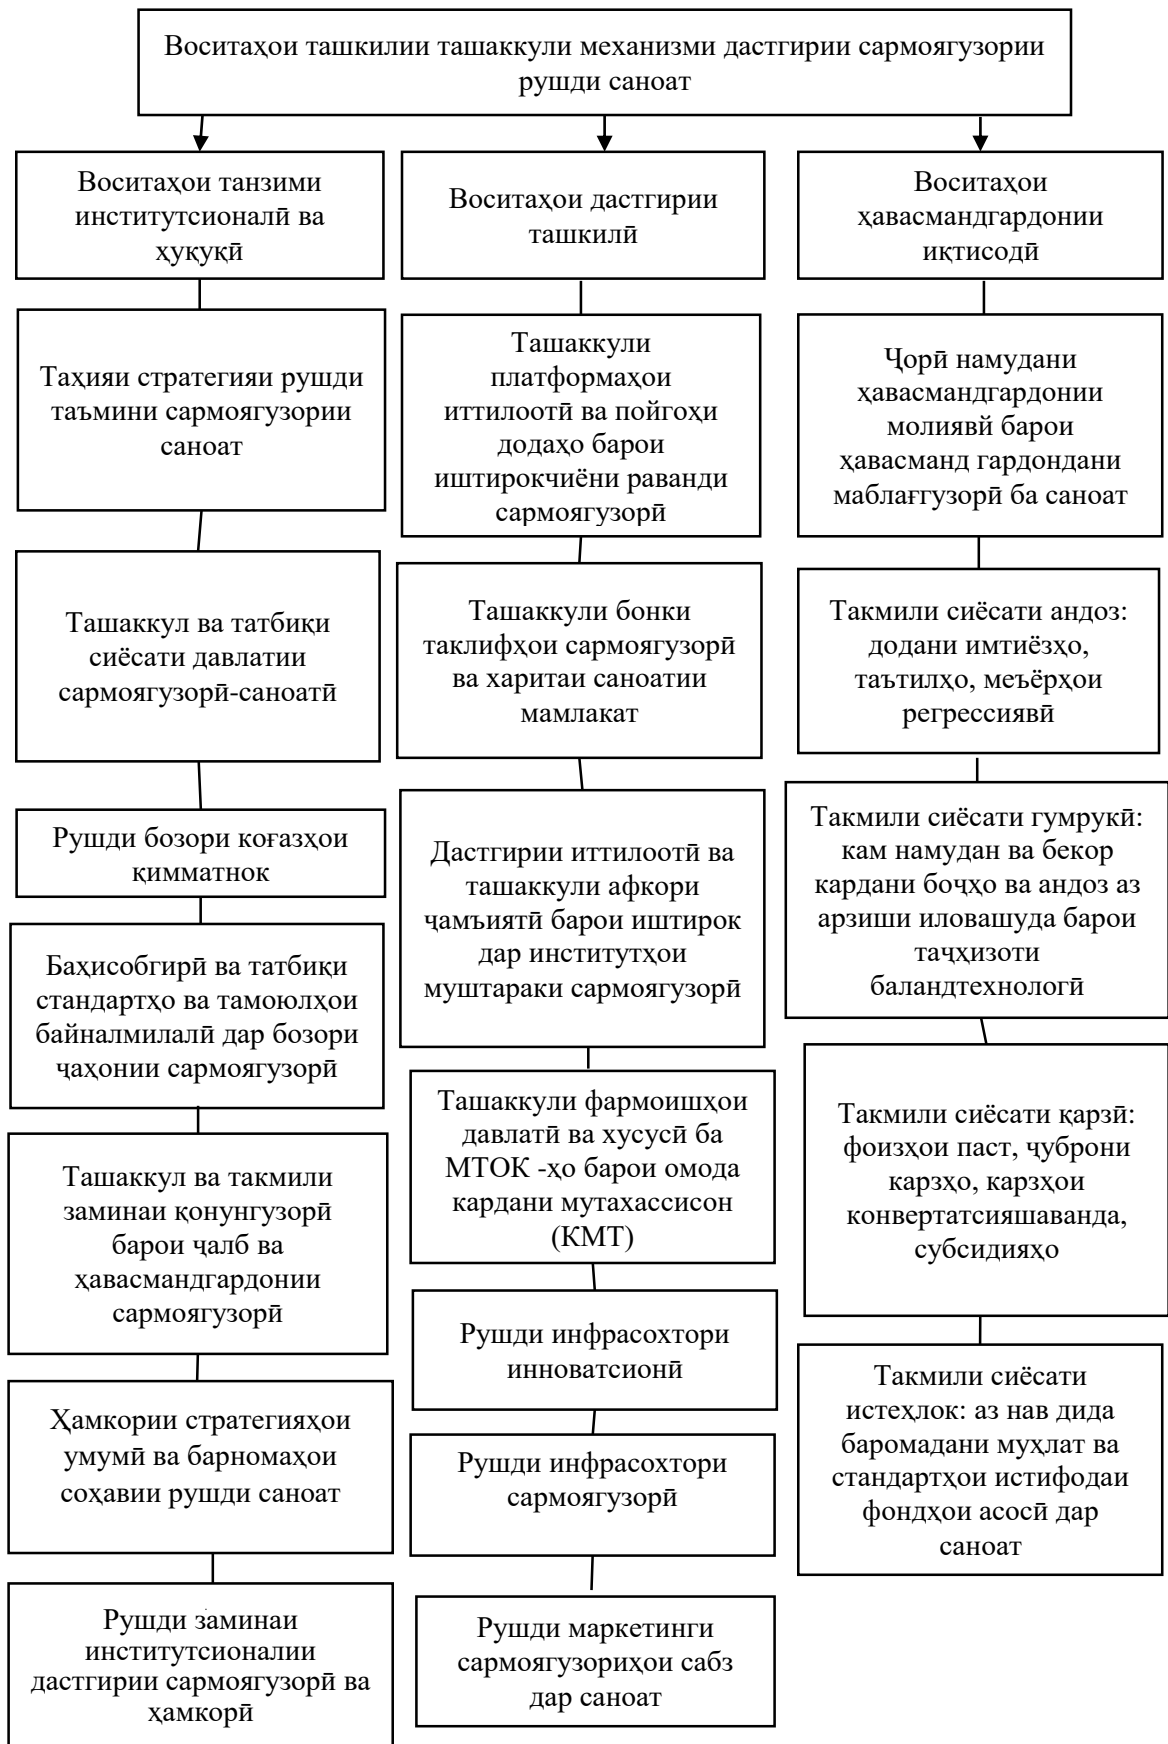 Воситаҳои ташкилии ташаккули механизми дастгирии сармоягузории
рушди саноат
Воситаҳои танзими
институтсионалӣ ва
ҳуқуқӣ
Таҳияи стратегияи рушди
таъмини сармоягузории
саноат
Ташаккул ва татбиқи
сиёсати давлатии
сармоягузорӣ-саноатӣ
Рушди бозори коғазҳои
қимматнок
Баҳисобгирӣ ва татбиқи
стандартҳо ва тамоюлҳои
байналмилалӣ дар бозори
ҷаҳонии сармоягузорӣ
Ташаккул ва такмили
заминаи қонунгузорӣ
барои ҷалб ва
ҳавасмандгардонии
сармоягузорӣ
Ҳамкории стратегияҳои
умумӣ ва барномаҳои
соҳавии рушди саноат
Рушди заминаи
институтсионалии
дастгирии сармоягузорӣ ва
ҳамкорӣ
Воситаҳои дастгирии
ташкилӣ
Ташаккули
платформаҳои
иттилоотӣ ва пойгоҳи
додаҳо барои
иштирокчиёни раванди
сармоягузорӣ
Ташаккули бонки
таклифҳои сармоягузорӣ
ва харитаи саноатии
мамлакат
Дастгирии иттилоотӣ ва
ташаккули афкори
ҷамъиятӣ барои иштирок
дар институтҳои
муштараки сармоягузорӣ
Ташаккули фармоишҳои
давлатӣ ва хусусӣ ба
МТОК -ҳо барои омода
кардани мутахассисон
(КМТ)
Рушди инфрасохтори
инноватсионӣ
Рушди инфрасохтори
сармоягузорӣ
Рушди маркетинги
сармоягузориҳои сабз
дар саноат
Воситаҳои
ҳавасмандгардонии
иқтисодӣ
Ҷорӣ намудани
ҳавасмандгардонии
молиявй барои
ҳавасманд гардондани
маблағгузорӣ ба саноат
Такмили сиёсати андоз:
додани имтиёзҳо,
таътилҳо, меъёрҳои
регрессиявӣ
Такмили сиёсати гумрукӣ:
кам намудан ва бекор
кардани боҷҳо ва андоз аз
арзиши иловашуда барои
таҷҳизоти
баландтехнологӣ
Такмили сиёсати қарзӣ:
фоизҳои паст, ҷуброни
карзҳо, карзҳои
конвертатсияшаванда,
субсидияҳо
Такмили сиёсати
истеҳлок: аз нав дида
баромадани муҳлат ва
стандартҳои истифодаи
фондҳои асосӣ дар
саноат